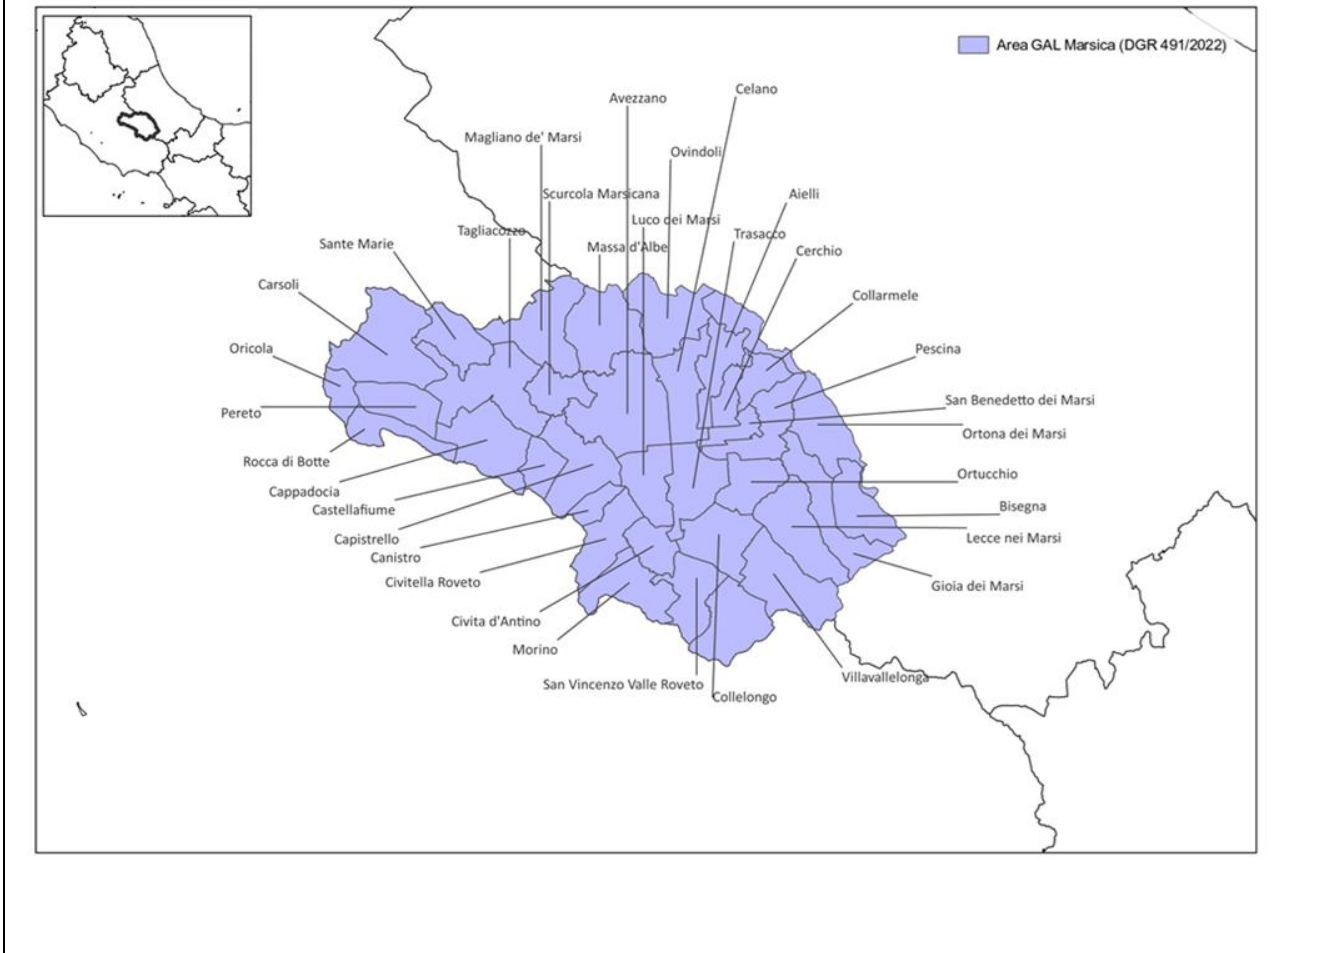 Area GAL Marsica (DGR 491/2022)
Celano
Avezzano
Magliano de' Marsi
Ovindoli
Scurcola Marsicana
Aielli
Luco dei Marsi
Tagliacozzo
Trasacco
Sante Marie
Massa d'Albe
Cerchio
Carsoli
Collarmele
Oricola
Pescina
San Benedetto dei Marsi
Pereto
Ortona dei Marsi
Rocca di Botte
Ortucchio
Cappadocia
Castellafiume
Bisegna
Capistrello
Lecce nei Marsi
Canistro
Civitella Roveto
Gioia dei Marsi
Civita d'Antino
Morino
Villavallelonga
San Vincenzo Valle Roveto
Collelongo